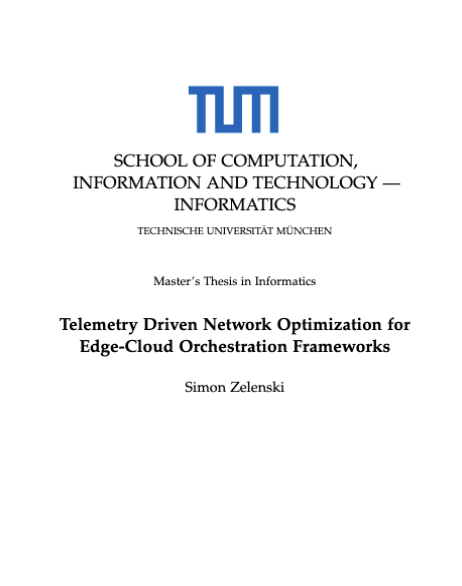 TUM
SCHOOL OF COMPUTATION,
INFORMATION AND TECHNOLOGY —
INFORMATICS
TECHNISCHE UNIVERSITÄT MÜNCHEN
Master's Thesis in Informatics
Telemetry Driven Network Optimization for
Edge-Cloud Orchestration Frameworks
Simon Zelenski